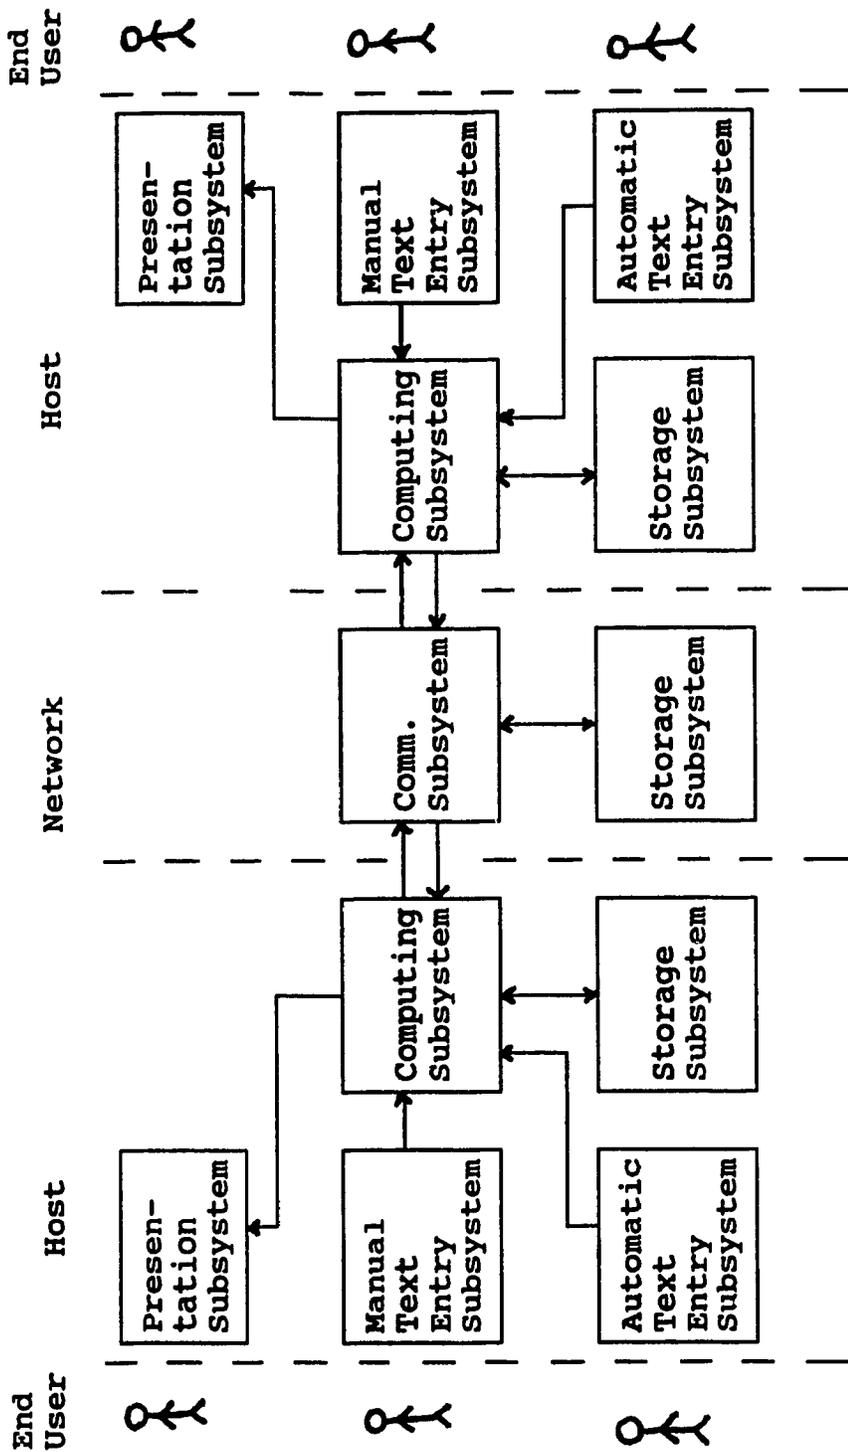 End
User
Host
Network
Host
End
User
Presen-
tation
Subsystem
Presen-
tation
Subsystem
Manual
Text
Entry
Subsystem
Computing
Subsystem
Comm.
Subsystem
Computing
Subsystem
Manual
Text
Entry
Subsystem
Automatic
Text
Entry
Subsystem
Storage
Subsystem
Storage
Subsystem
Storage
Subsystem
Automatic
Text
Entry
Subsystem